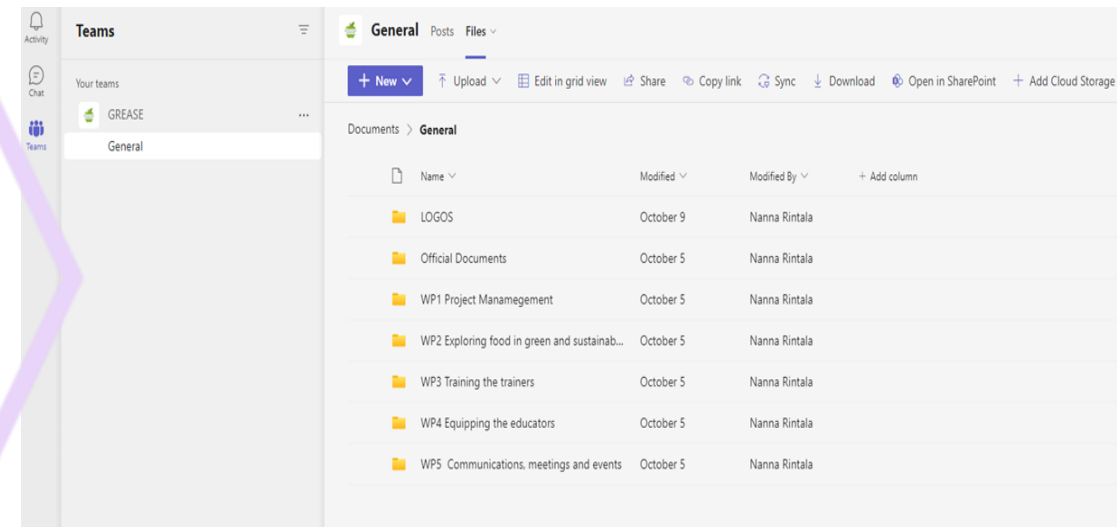 Activity
Chat
Teams
Teams
Your teams
GREASE
...
General
General Posts Files
+ New Upload Edit in grid view Share Copy link Sync Download Open in SharePoint + Add Cloud Storage
Documents > General
Name Modified Modified By + Add column
LOGOS October 9 Nanna Rintala
Official Documents October 5 Nanna Rintala
WP1 Project Manamegement October 5 Nanna Rintala
WP2 Exploring food in green and sustainab... October 5 Nanna Rintala
WP3 Training the trainers October 5 Nanna Rintala
WP4 Equipping the educators October 5 Nanna Rintala
WP5 Communications, meetings and events October 5 Nanna Rintala